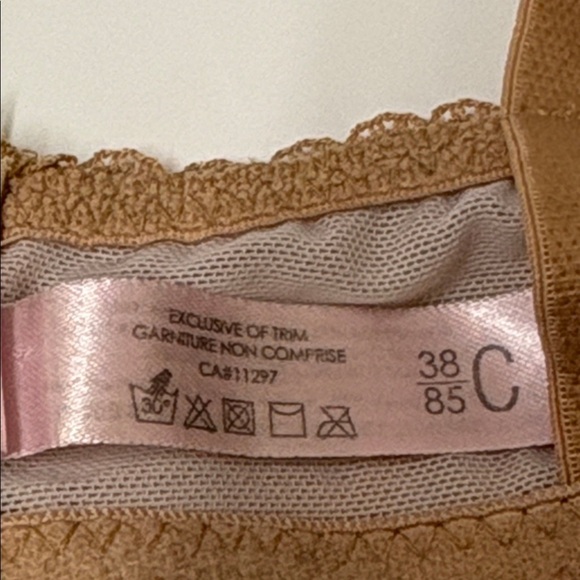 EXCLUSIVE OF TRIM
GARNITURE NON COMPRISE
CA#11297
30°
38
85
C